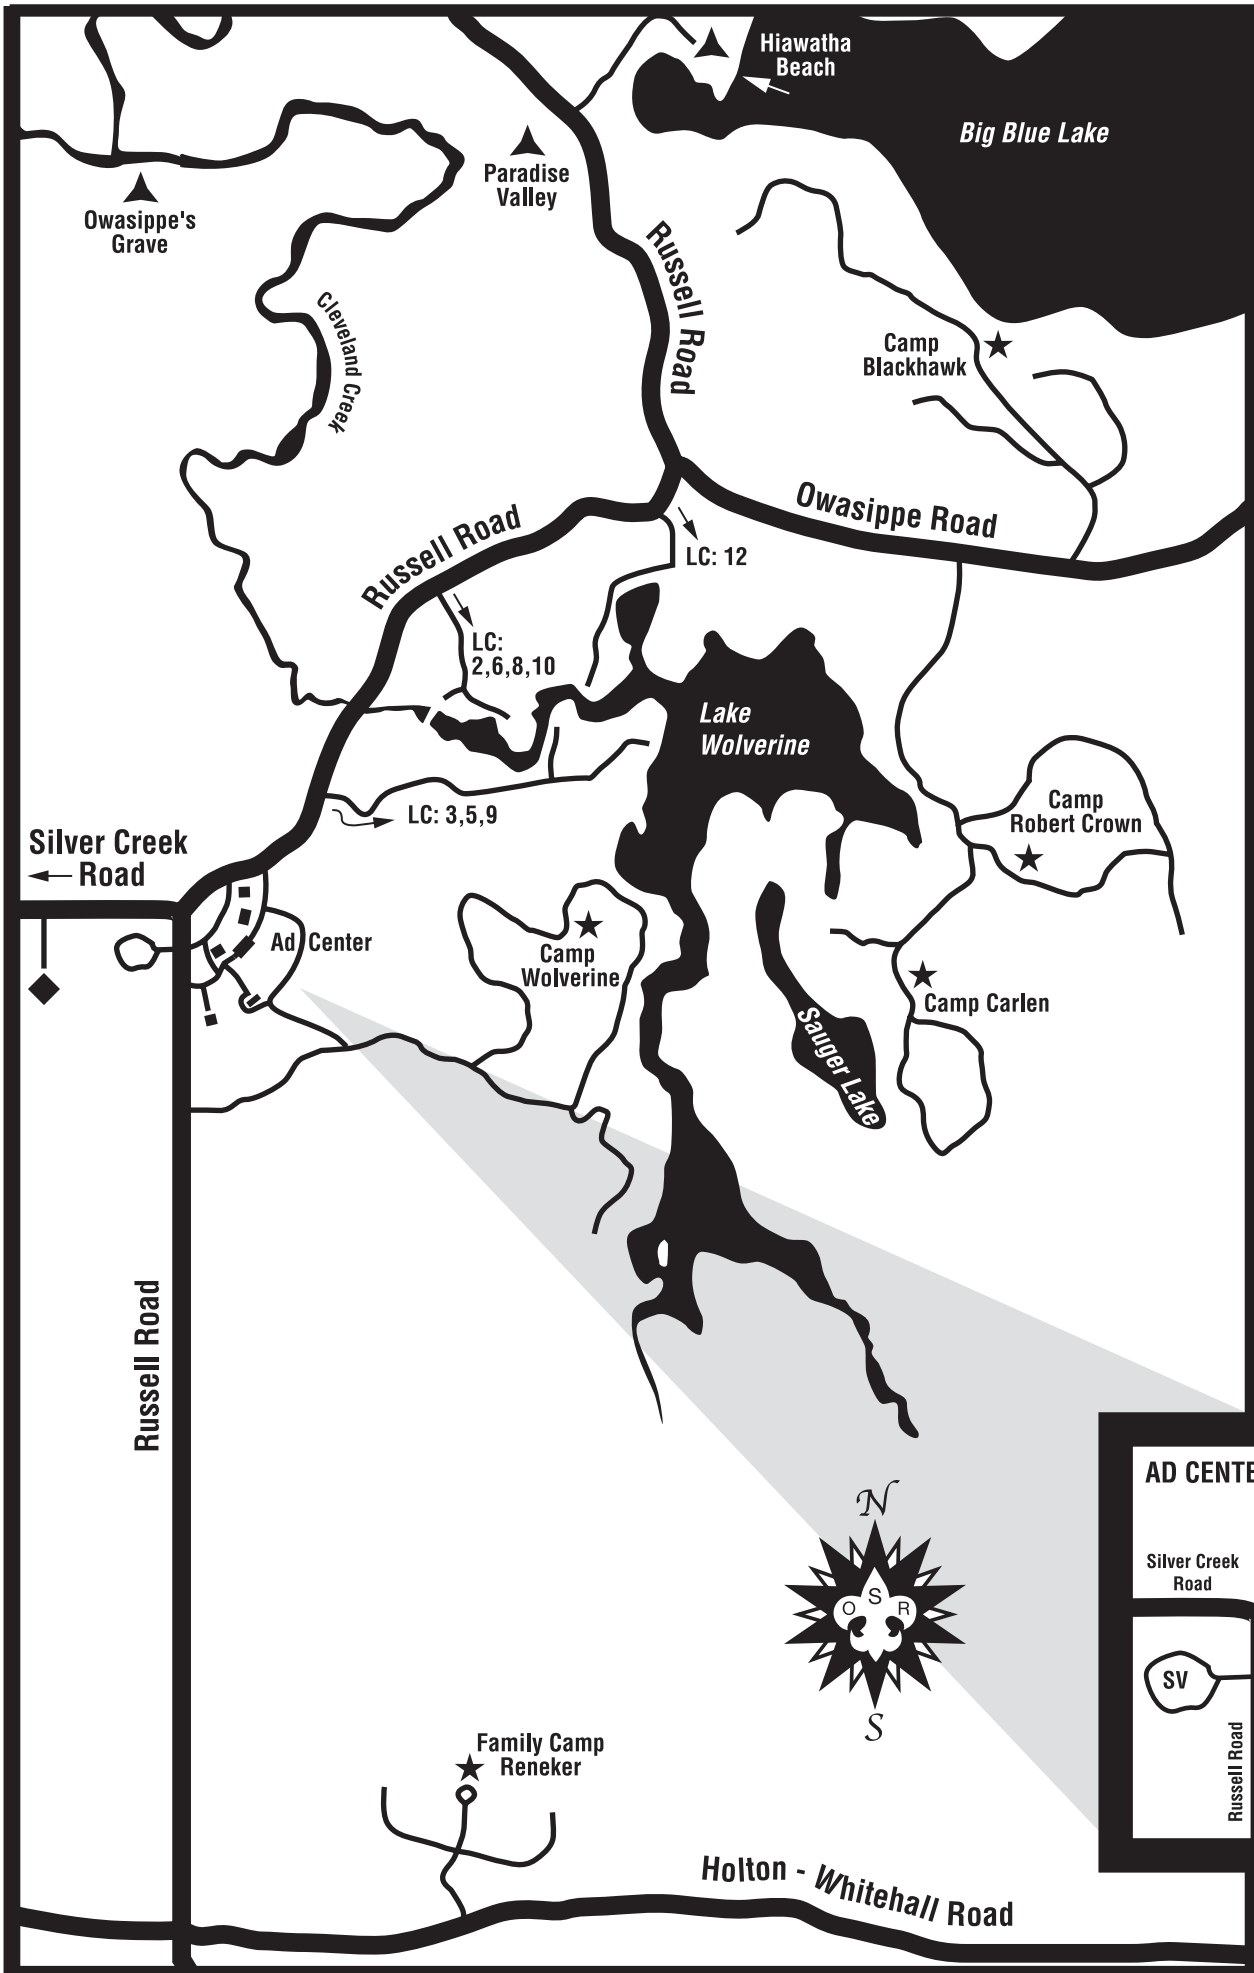 Hiawatha
Beach
Big Blue Lake
Paradise
Valley
Owasippe's
Grave
Russell Road
Cleveland Creek
Camp
Blackhawk
Owasippe Road
Russell Road
LC: 12
LC:
2,6,8,10
Lake
Wolverine
Camp
Robert Crown
LC: 3,5,9
Silver Creek
Road
Ad Center
Camp
Wolverine
Camp Carlen
Sauger Lake
Russell Road
AD CENTE
N
Silver Creek
Road
O S R
SV
S
Russell Road
Family Camp
Reneker
Holton - Whitehall Road